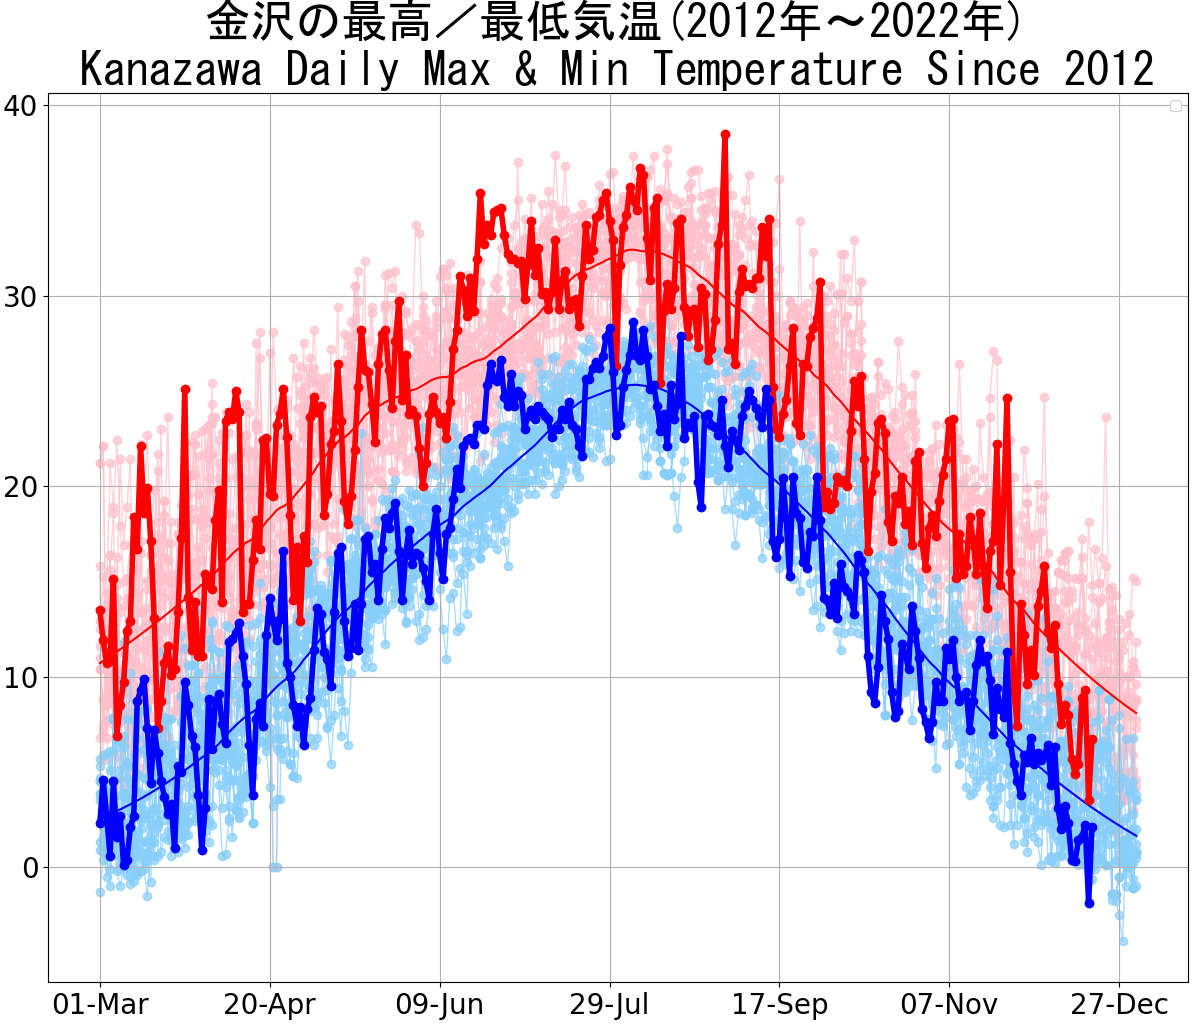 金沢の最高／最低気温(2012年～2022年)
Kanazawa Daily Max & Min Temperature Since 2012
40
30
20
10
0
01-Mar 20-Apr 09-Jun 29-Jul 17-Sep 07-Nov 27-Dec